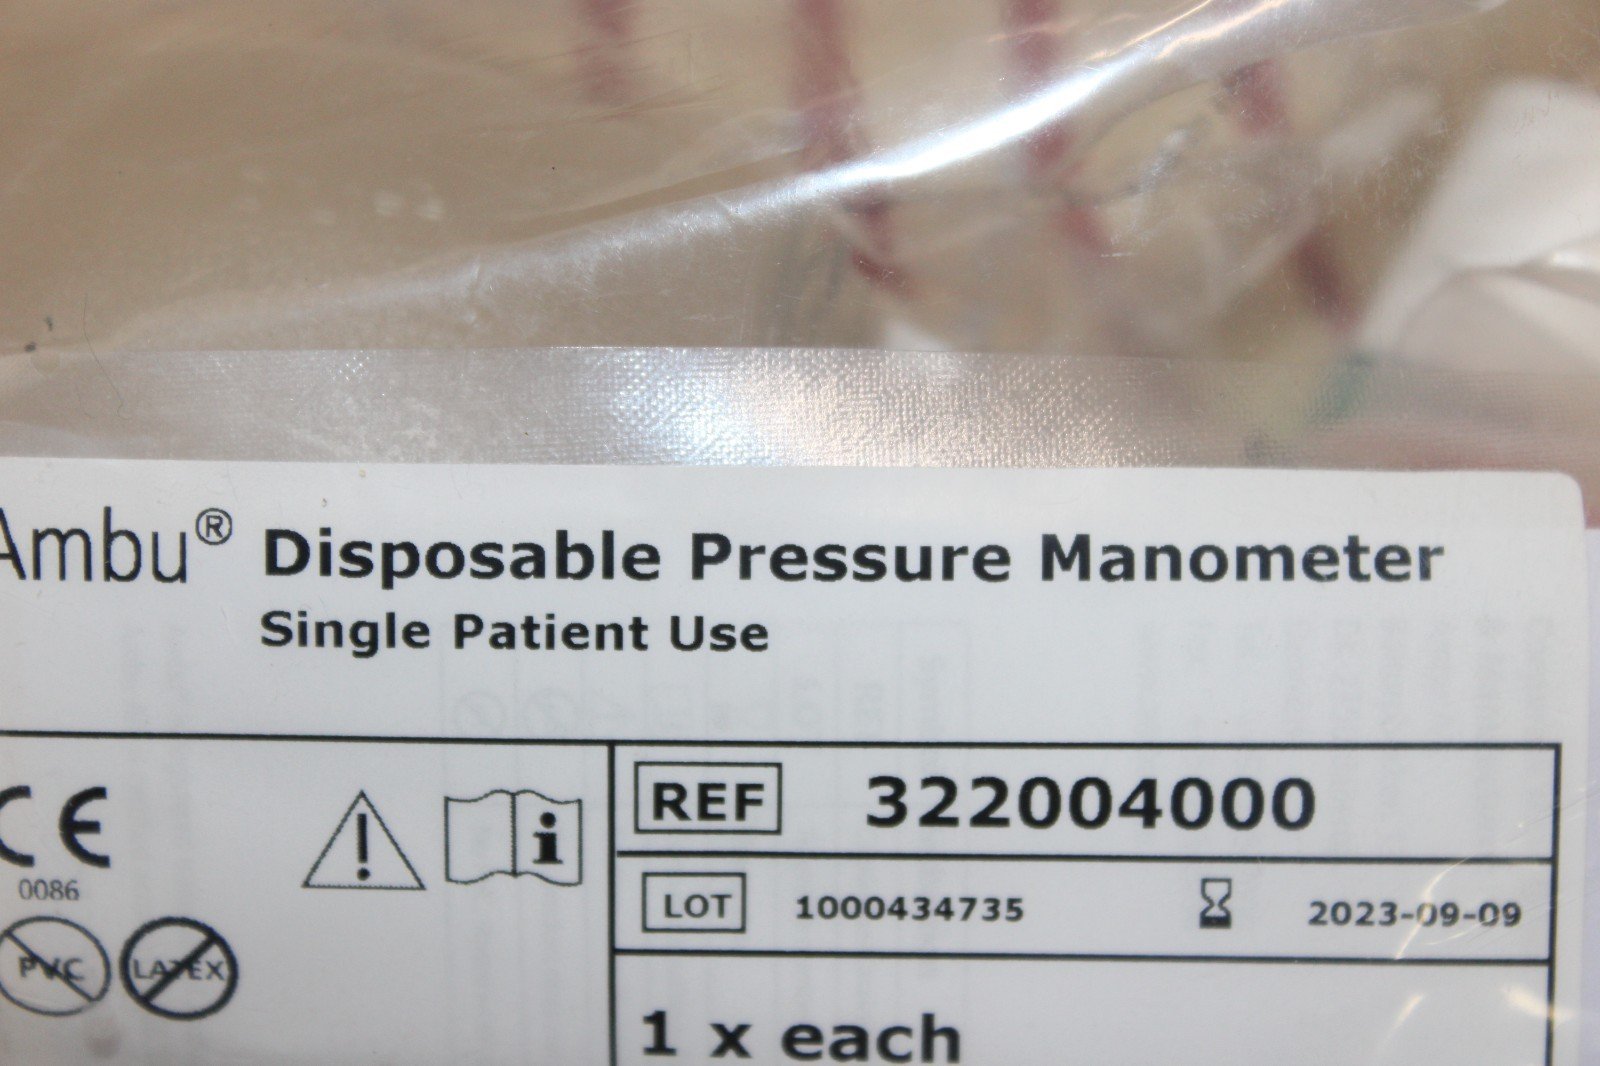 Ambu® Disposable Pressure Manometer
Single Patient Use
CE
0086
PVC
LATEX
REF 322004000
LOT 1000434735 2023-09-09
1 x each